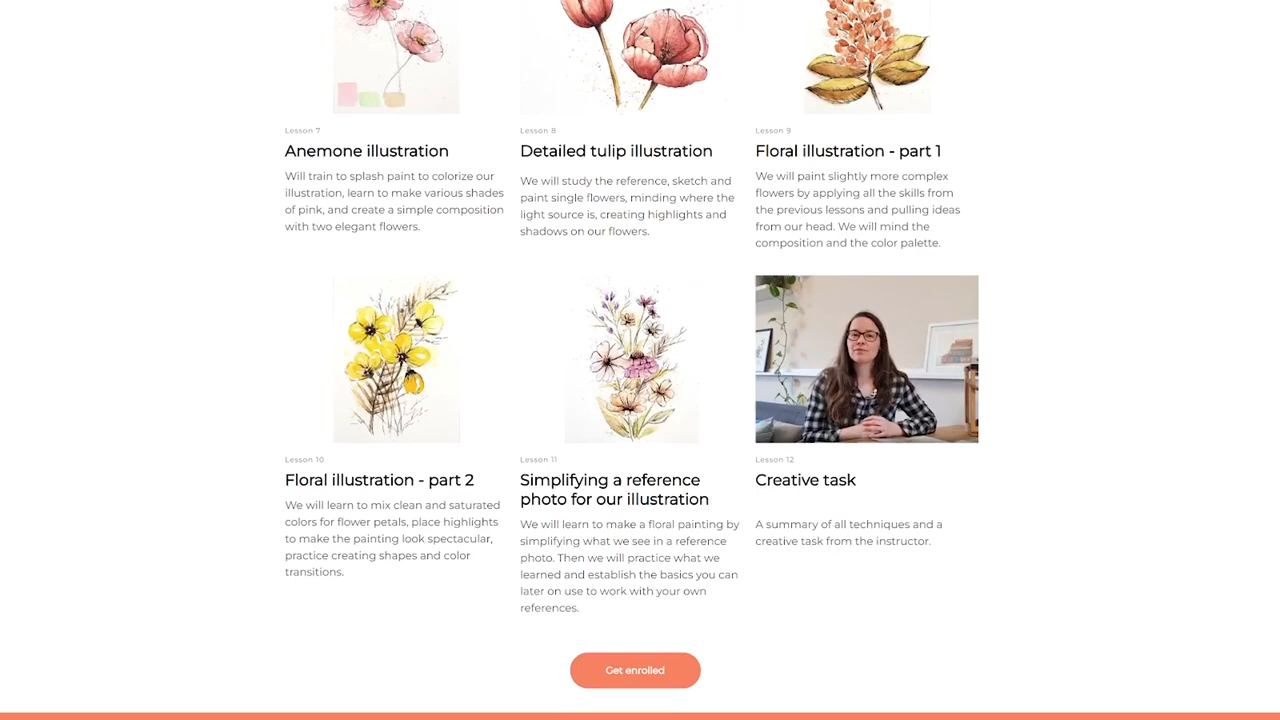 Lesson 7
Anemone illustration
Will train to splash paint to colorize our
illustration, learn to make various shades
of pink, and create a simple composition
with two elegant flowers.
Lesson 8
Detailed tulip illustration
We will study the reference, sketch and
paint single flowers, minding where the
light source is, creating highlights and
shadows on our flowers.
Lesson 9
Floral illustration - part 1
We will paint slightly more complex
flowers by applying all the skills from
the previous lessons and pulling ideas
from our head. We will mind the
composition and the color palette.
Lesson 10
Floral illustration - part 2
We will learn to mix clean and saturated
colors for flower petals, place highlights
to make the painting look spectacular,
practice creating shapes and color
transitions.
Lesson 11
Simplifying a reference
photo for our illustration
We will learn to make a floral painting by
simplifying what we see in a reference
photo. Then we will practice what we
learned and establish the basics you can
later on use to work with your own
references.
Lesson 12
Creative task
A summary of all techniques and a
creative task from the instructor.
Get enrolled